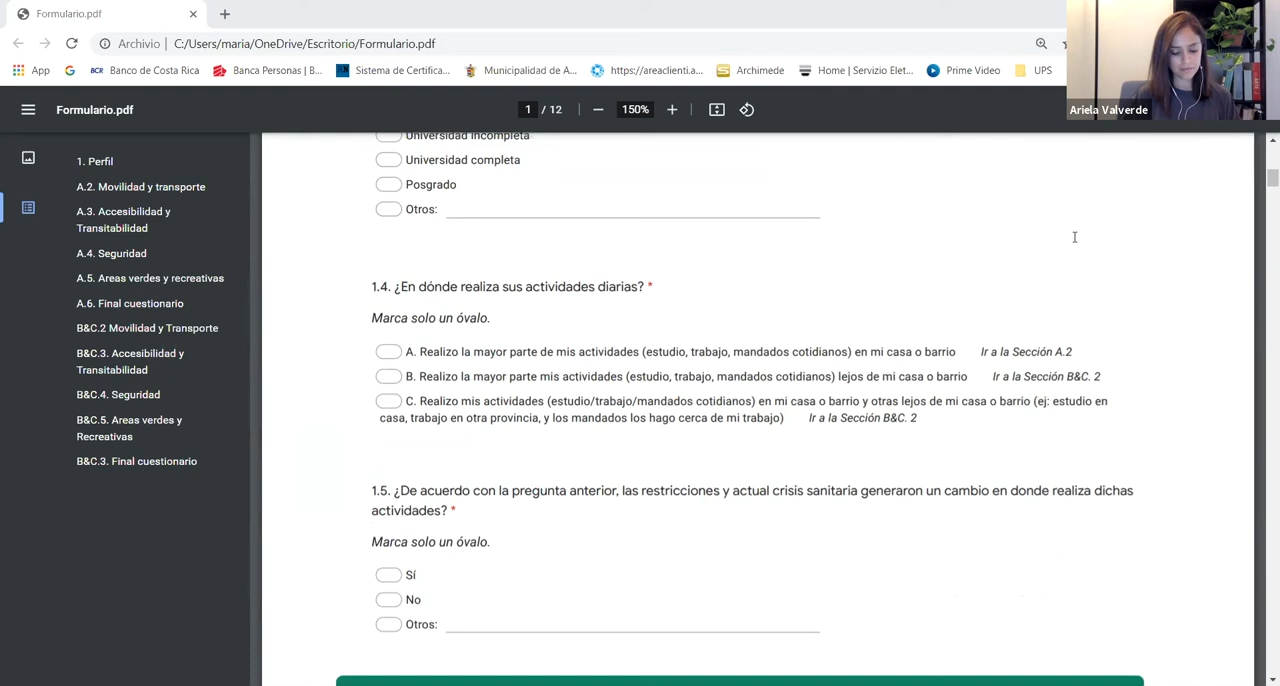 Formulario.pdf
Archivo | C:/Users/maria/OneDrive/Escritorio/Formulario.pdf
App
Banco de Costa Rica
Banca Personas | B...
Sistema de Certifica...
Municipalidad de A...
https://areaclienti.a...
Archimede
Home | Servizio Elet...
Prime Video
UPS
Ariela Valverde
Formulario.pdf
1 / 12
150%
1. Perfil
A.2. Movilidad y transporte
A.3. Accesibilidad y
Transitabilidad
A.4. Seguridad
A.5. Areas verdes y recreativas
A.6. Final cuestionario
B&C.2 Movilidad y Transporte
B&C.3. Accesibilidad y
Transitabilidad
B&C.4. Seguridad
B&C.5. Areas verdes y
Recreativas
B&C.3. Final cuestionario
Universidad incompleta
Universidad completa
Posgrado
Otros:
1.4. ¿En dónde realiza sus actividades diarias? *
Marca solo un óvalo.
A. Realizo la mayor parte de mis actividades (estudio, trabajo, mandados cotidianos) en mi casa o barrio Ir a la Sección A.2
B. Realizo la mayor parte mis actividades (estudio, trabajo, mandados cotidianos) lejos de mi casa o barrio Ir a la Sección B&C. 2
C. Realizo mis actividades (estudio/trabajo/mandados cotidianos) en mi casa o barrio y otras lejos de mi casa o barrio (ej: estudio en
casa, trabajo en otra provincia, y los mandados los hago cerca de mi trabajo) Ir a la Sección B&C. 2
1.5. ¿De acuerdo con la pregunta anterior, las restricciones y actual crisis sanitaria generaron un cambio en donde realiza dichas
actividades? *
Marca solo un óvalo.
Sí
No
Otros: